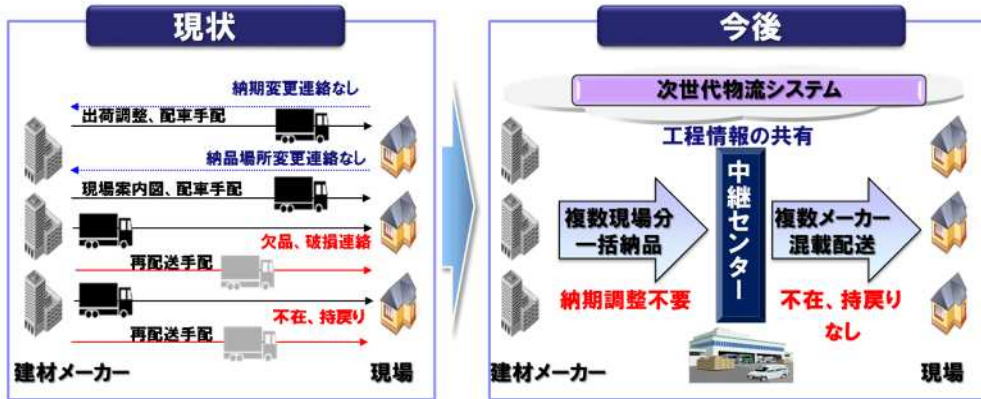 現状
納期変更連絡なし
出荷調整、配車手配
納品場所変更連絡なし
現場案内図、配車手配
欠品、破損連絡
再配送手配
不在、持戻り
再配送手配
建材メーカー
現場
今後
次世代物流システム
工程情報の共有
中継センター
複数現場分
一括納品
納期調整不要
複数メーカー
混載配送
不在、持戻り
なし
建材メーカー
現場